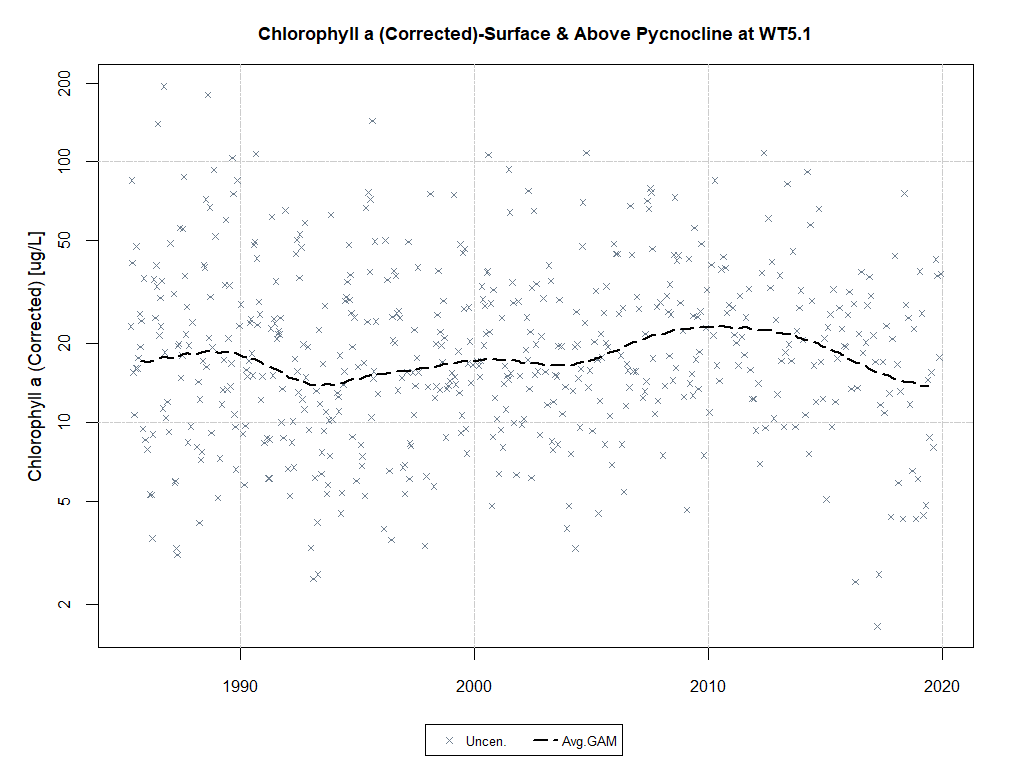 Chlorophyll a (Corrected)-Surface & Above Pycnocline at WT5.1
Chlorophyll a (Corrected) [ug/L]
200
100
50
20
10
5
2
1990 2000 2010 2020
Uncen. Avg.GAM